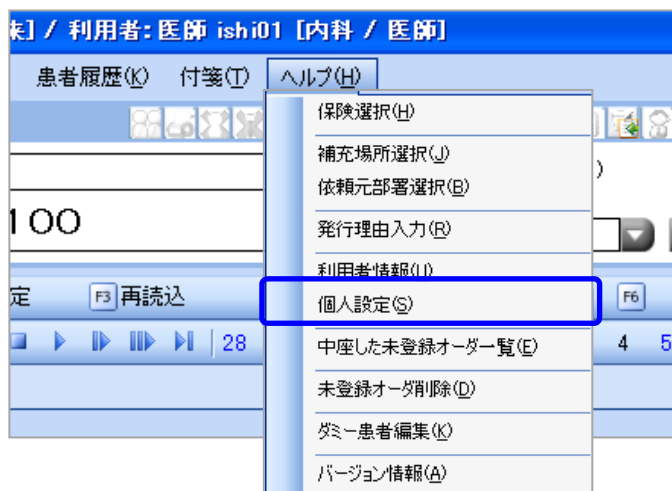 未] / 利用者: 医師 ishi01 [内科 / 医師]
患者履歴(K) 付箋(T) ヘルプ(H)
保険選択(H)
補充場所選択(J)
)
依頼元部署選択(B)
100
発行理由入力(R)
利用者情報(U)
定 F3 再読込
個人設定(S)
F6
28
中座した未登録オーダ一覧(E)
4 5
未登録オーダ削除(D)
ダミー患者編集(K)
バージョン情報(A)